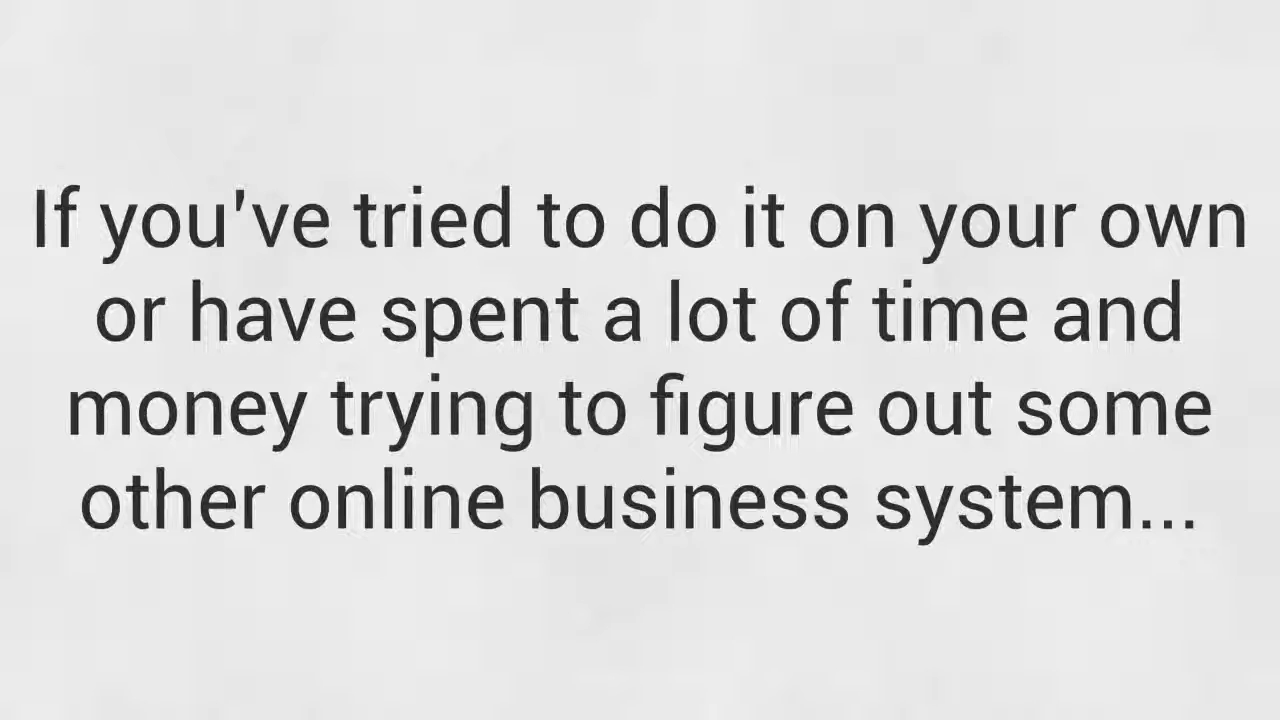 If you've tried to do it on your own
or have spent a lot of time and
money trying to figure out some
other online business system...